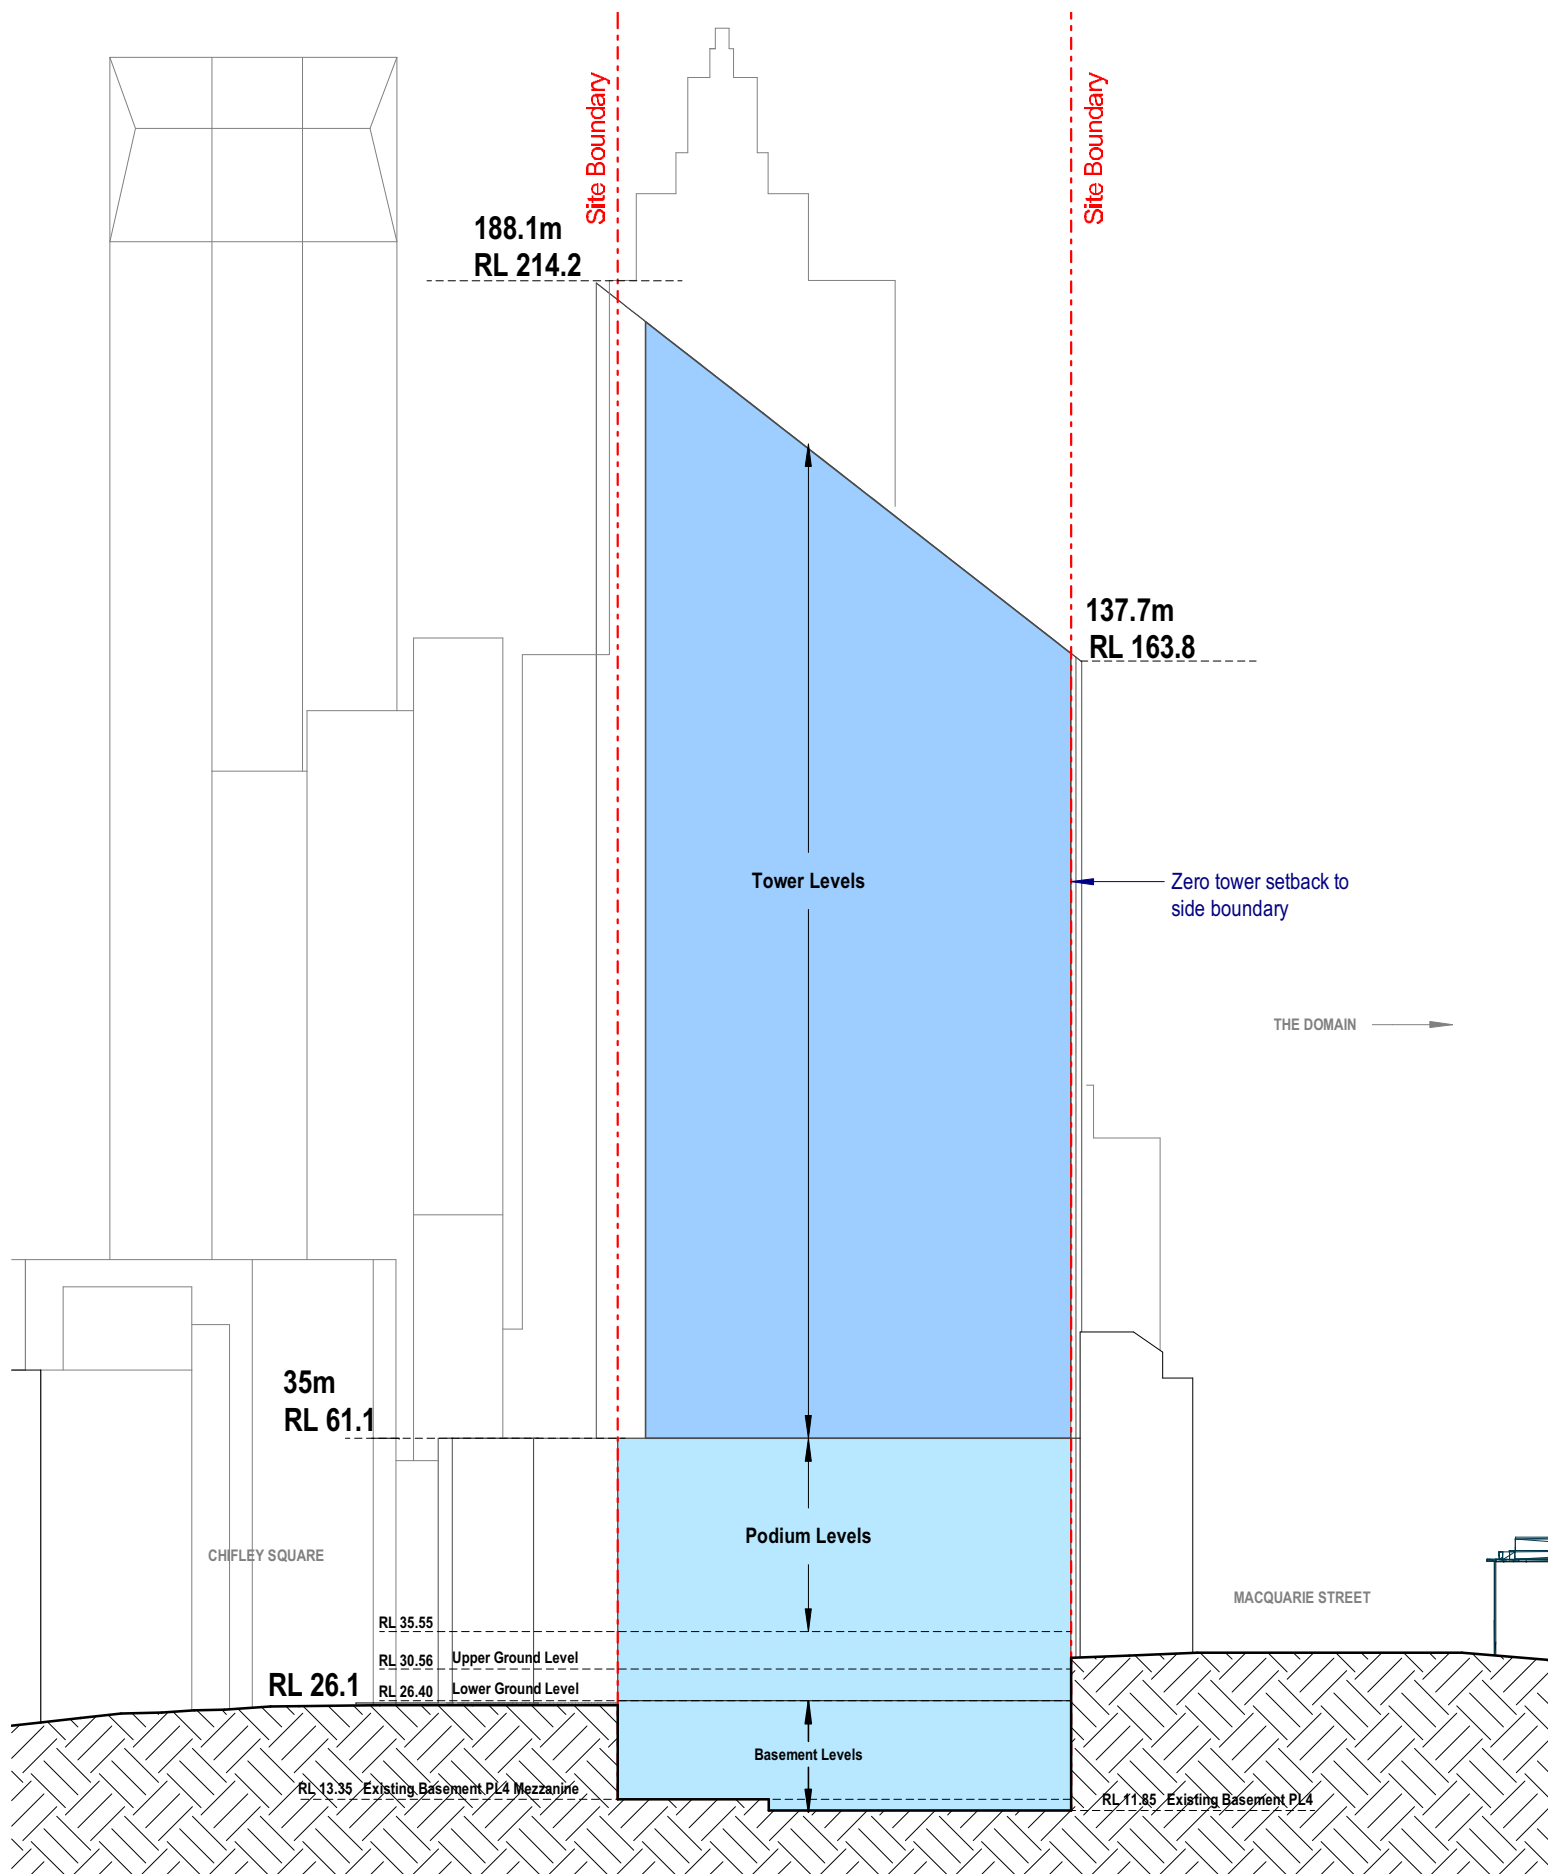 Site Boundary
Site Boundary
188.1m
RL 214.2
137.7m
RL 163.8
Tower Levels
Zero tower setback to
side boundary
THE DOMAIN
35m
RL 61.1
Podium Levels
CHIFLEY SQUARE
MACQUARIE STREET
RL 35.55
RL 30.56 Upper Ground Level
RL 26.1
RL 26.40 Lower Ground Level
Basement Levels
RL 13.35 Existing Basement PL4 Mezzanine
RL 11.85 Existing Basement PL4